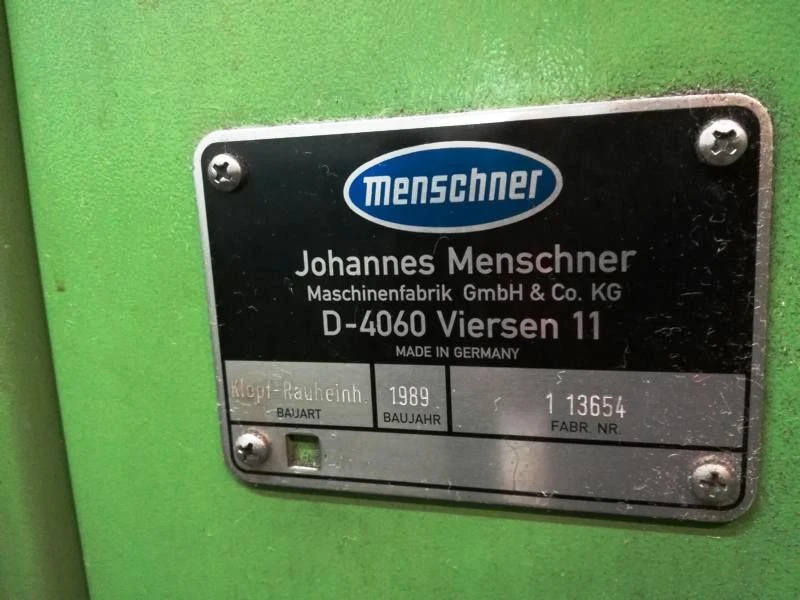 menschner
Johannes Menschner
Maschinenfabrik GmbH & Co. KG
D-4060 Viersen 11
MADE IN GERMANY
Klopf-Rauheinh. 1989 1 13654
BAUART BAUJAHR FABR. NR.